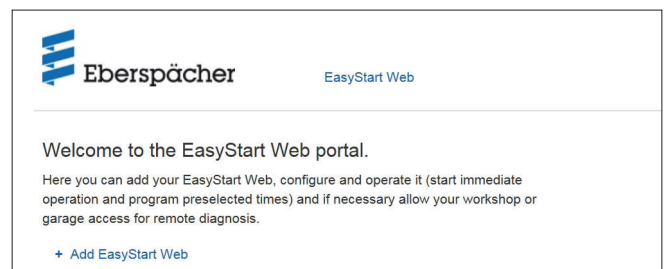 Eberspächer
EasyStart Web
Welcome to the EasyStart Web portal.
Here you can add your EasyStart Web, configure and operate it (start immediate
operation and program preselected times) and if necessary allow your workshop or
garage access for remote diagnosis.
+ Add EasyStart Web